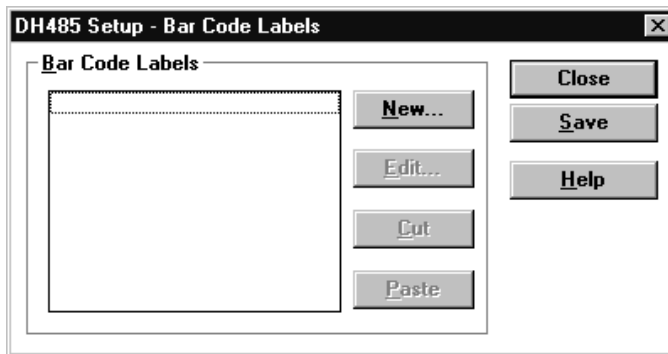 DH485 Setup - Bar Code Labels
Bar Code Labels
New...
Edit...
Cut
Paste
Close
Save
Help